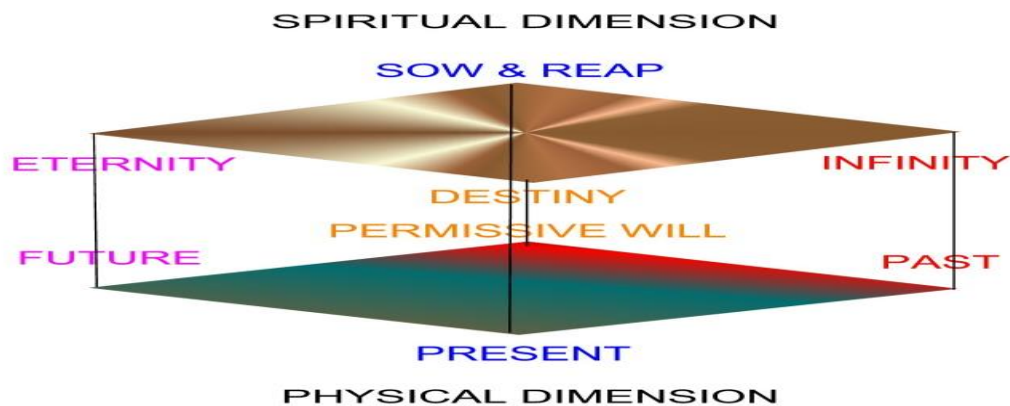 SPIRITUAL DIMENSION
SOW & REAP
ETERNITY
INFINITY
DESTINY
PERMISSIVE WILL
FUTURE
PAST
PRESENT
PHYSICAL DIMENSION